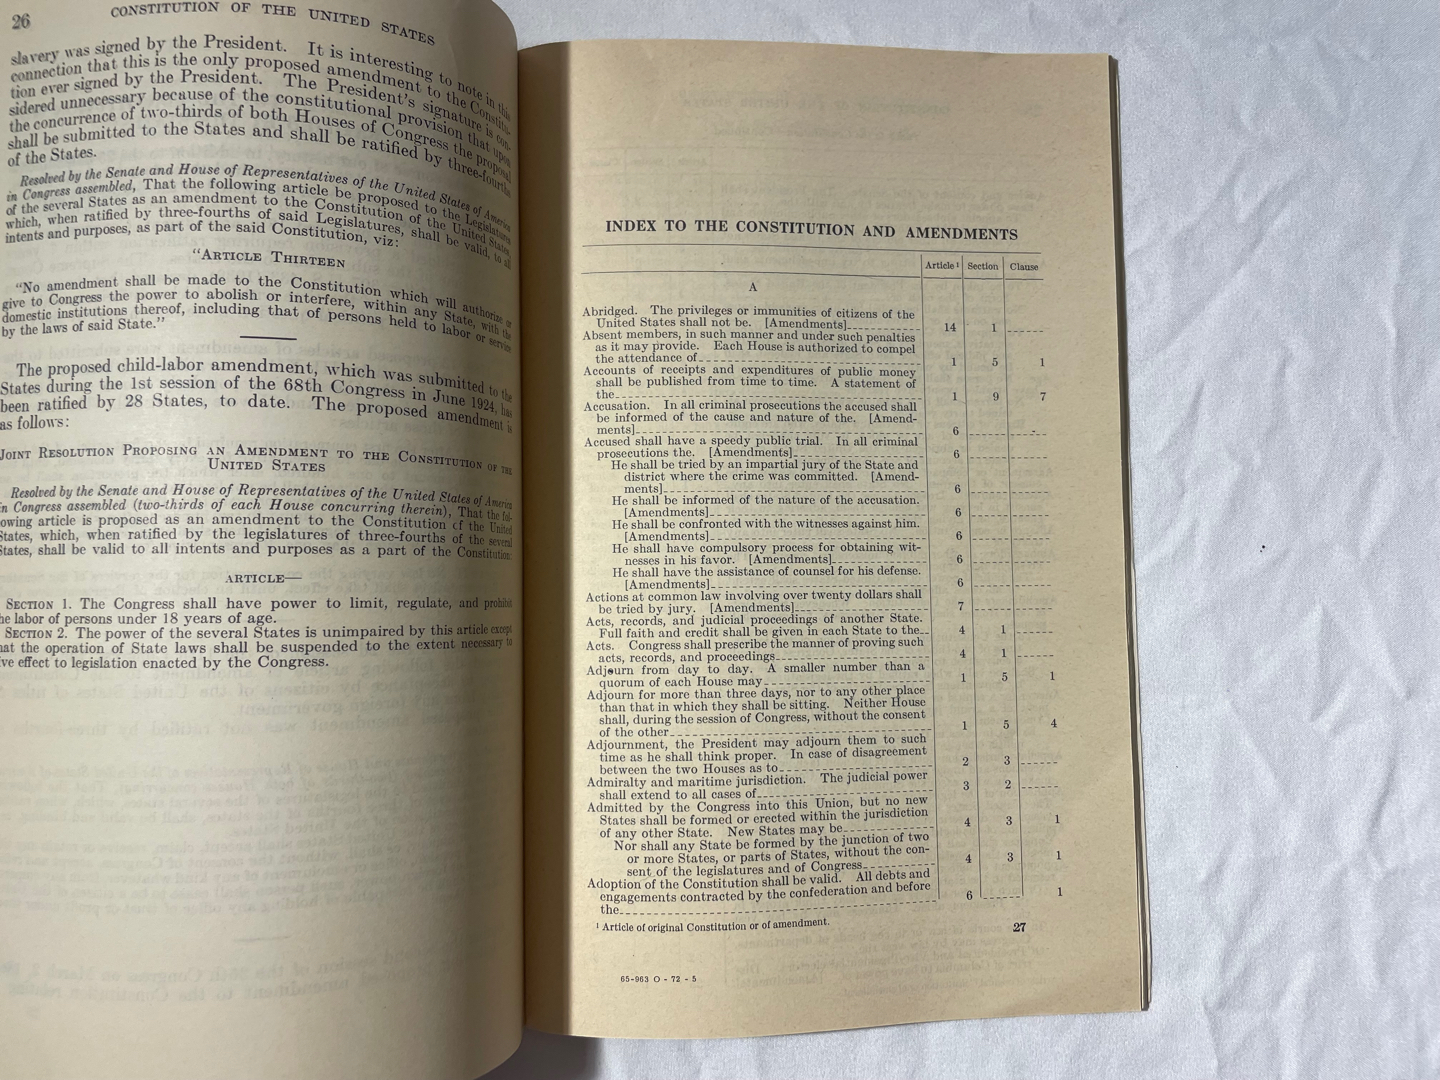 26
CONSTITUTION OF THE UNITED STATES
slavery was signed by the President. It is interesting to note in this
connection that this is the only proposed amendment to the Constitu-
tion ever signed by the President. The President's signature is con-
sidered unnecessary because of the constitutional provision that upon
the concurrence of two-thirds of both Houses of Congress the proposal
shall be submitted to the States and shall be ratified by three-fourths
of the States.
Resolved by the Senate and House of Representatives of the United States of America
in Congress assembled, That the following article be proposed to the Legislatures
of the several States as an amendment to the Constitution of the United States,
which, when ratified by three-fourths of said Legislatures, shall be valid, to all
intents and purposes, as part of the said Constitution, viz:
"ARTICLE THIRTEEN
"No amendment shall be made to the Constitution which will authorize or
give to Congress the power to abolish or interfere, within any State, with the
domestic institutions thereof, including that of persons held to labor or service
by the laws of said State."
The proposed child-labor amendment, which was submitted to the
States during the 1st session of the 68th Congress in June 1924, has
been ratified by 28 States, to date. The proposed amendment is
as follows:
JOINT RESOLUTION PROPOSING AN AMENDMENT TO THE CONSTITUTION OF THE
UNITED STATES
Resolved by the Senate and House of Representatives of the United States of America
in Congress assembled (two-thirds of each House concurring therein), That the fol-
owing article is proposed as an amendment to the Constitution of the United
States, which, when ratified by the legislatures of three-fourths of the several
States, shall be valid to all intents and purposes as a part of the Constitution:
ARTICLE—
SECTION 1. The Congress shall have power to limit, regulate, and prohibit
he labor of persons under 18 years of age.
SECTION 2. The power of the several States is unimpaired by this article except
hat the operation of State laws shall be suspended to the extent necessary to
ve effect to legislation enacted by the Congress.
INDEX TO THE CONSTITUTION AND AMENDMENTS
Article ¹ Section Clause
A
Abridged. The privileges or immunities of citizens of the
United States shall not be. [Amendments] 14 1
Absent members, in such manner and under such penalties
as it may provide. Each House is authorized to compel
the attendance of 1 5 1
Accounts of receipts and expenditures of public money
shall be published from time to time. A statement of
the 1 9 7
Accusation. In all criminal prosecutions the accused shall
be informed of the cause and nature of the. [Amend-
ments] 6
Accused shall have a speedy public trial. In all criminal
prosecutions the. [Amendments] 6
He shall be tried by an impartial jury of the State and
district where the crime was committed. [Amend-
ments] 6
He shall be informed of the nature of the accusation.
[Amendments] 6
He shall be confronted with the witnesses against him.
[Amendments] 6
He shall have compulsory process for obtaining wit-
nesses in his favor. [Amendments] 6
He shall have the assistance of counsel for his defense.
[Amendments] 6
Actions at common law involving over twenty dollars shall
be tried by jury. [Amendments] 7
Acts, records, and judicial proceedings of another State.
Full faith and credit shall be given in each State to the 4 1
Acts. Congress shall prescribe the manner of proving such
acts, records, and proceedings 4 1
Adjourn from day to day. A smaller number than a
quorum of each House may 1 5 1
Adjourn for more than three days, nor to any other place
than that in which they shall be sitting. Neither House
shall, during the session of Congress, without the consent
of the other 1 5 4
Adjournment, the President may adjourn them to such
time as he shall think proper. In case of disagreement
between the two Houses as to 2 3
Admiralty and maritime jurisdiction. The judicial power
shall extend to all cases of 3 2
Admitted by the Congress into this Union, but no new
States shall be formed or erected within the jurisdiction
of any other State. New States may be 4 3 1
Nor shall any State be formed by the junction of two
or more States, or parts of States, without the con-
sent of the legislatures and of Congress 4 3 1
Adoption of the Constitution shall be valid. All debts and
engagements contracted by the confederation and before
the 6 1
¹ Article of original Constitution or of amendment.
27
65-963 O - 72 - 5